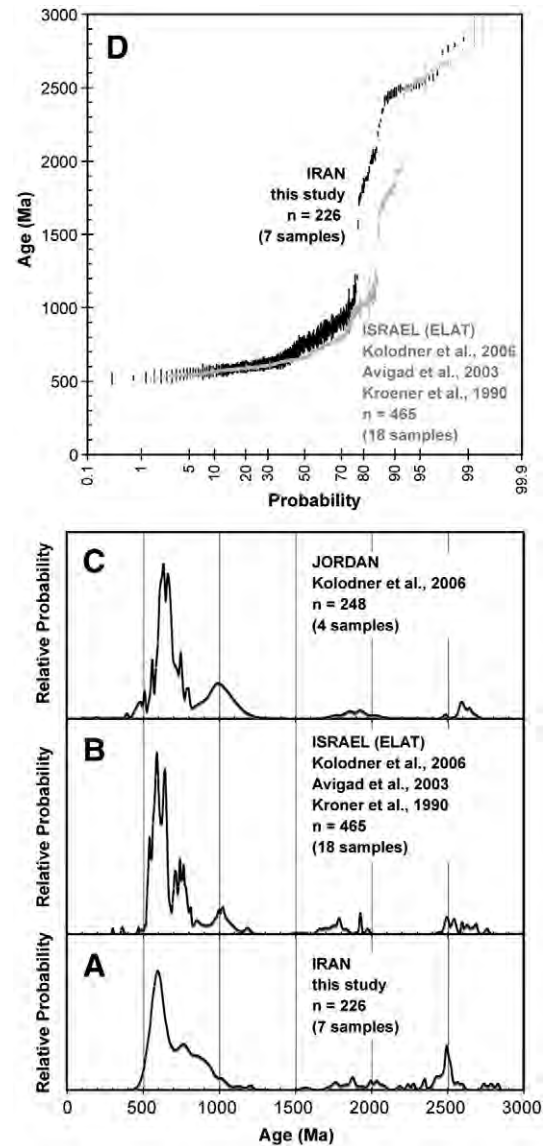 3000
D
2500
2000
IRAN
this study
n = 226
(7 samples)
Age (Ma)
1500
1000
ISRAEL (ELAT)
Kolodner et al., 2006
Avigad et al., 2003
Kroener et al., 1990
n = 465
(18 samples)
500
0
0.1 1 5 10 20 30 50 70 80 90 95 99 99.9
Probability
C
JORDAN
Kolodner et al., 2006
n = 248
(4 samples)
Relative Probability
B
ISRAEL (ELAT)
Kolodner et al., 2006
Avigad et al., 2003
Kroner et al., 1990
n = 465
(18 samples)
Relative Probability
A
IRAN
this study
n = 226
(7 samples)
Relative Probability
0 500 1000 1500 2000 2500 3000
Age (Ma)